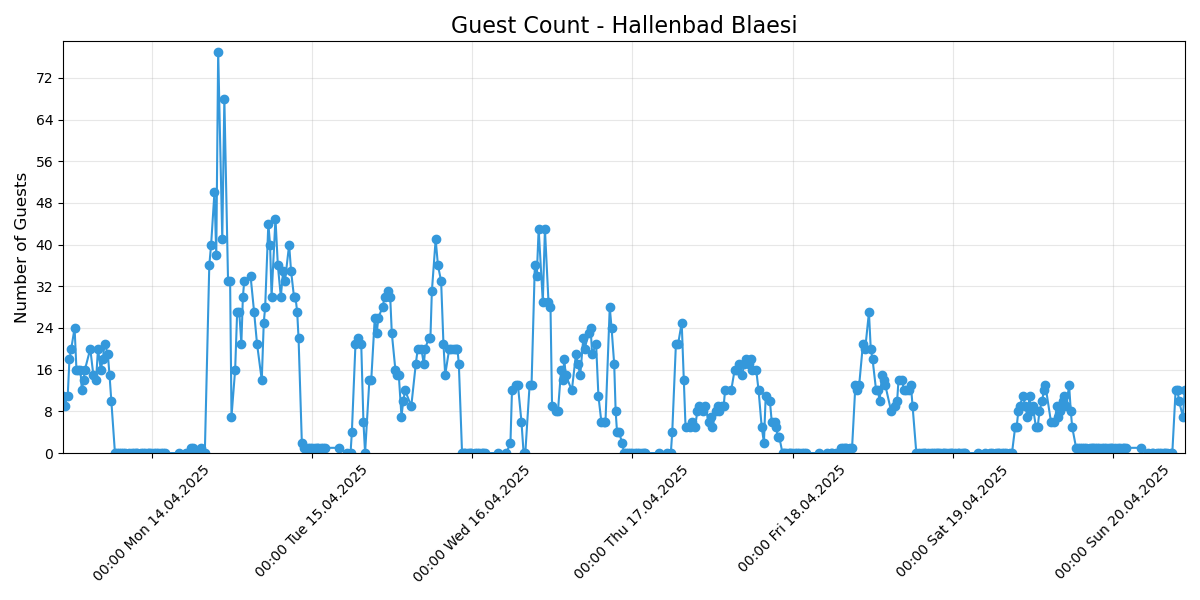 Guest Count - Hallenbad Blaesi
Number of Guests
72
64
56
48
40
32
24
16
8
0
00:00 Mon 14.04.2025
00:00 Tue 15.04.2025
00:00 Wed 16.04.2025
00:00 Thu 17.04.2025
00:00 Fri 18.04.2025
00:00 Sat 19.04.2025
00:00 Sun 20.04.2025